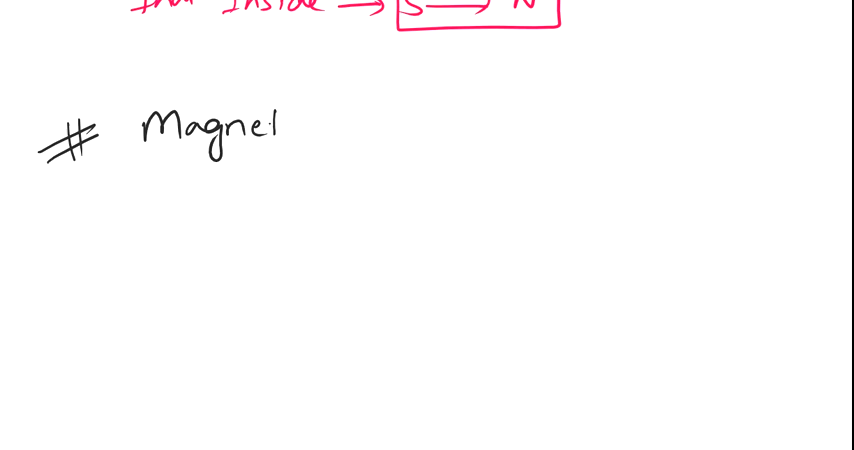 Inside → S → N
# Magnet